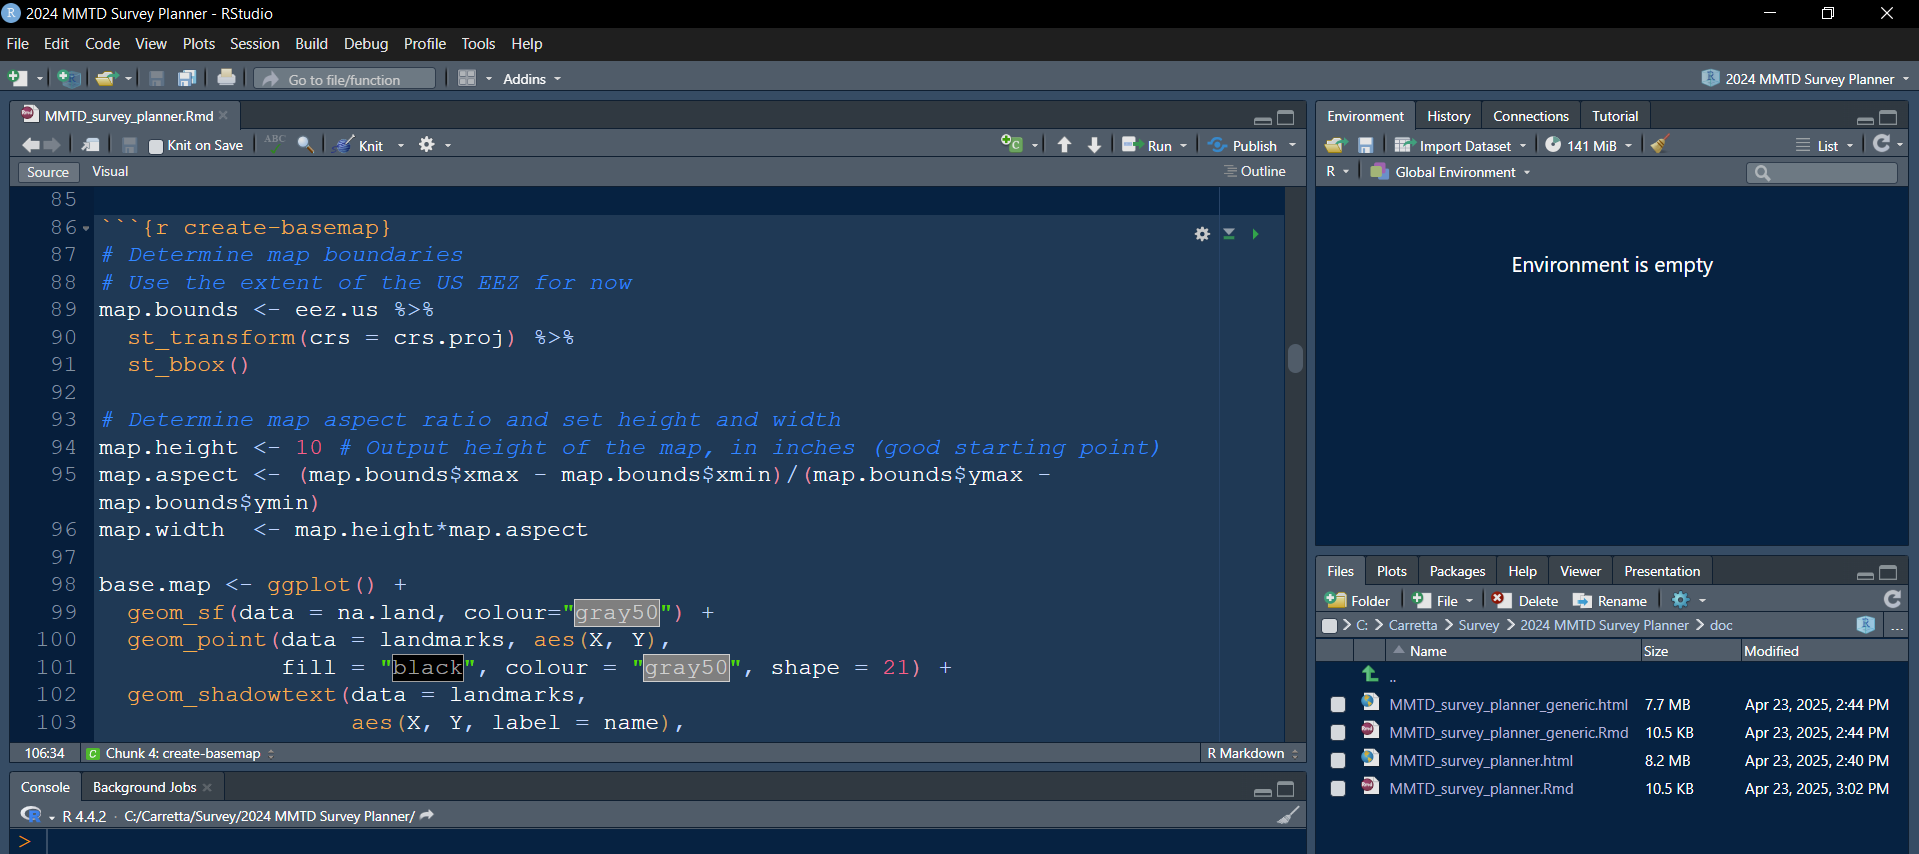 2024 MMTD Survey Planner - RStudio
File Edit Code View Plots Session Build Debug Profile Tools Help
Go to file/function Addins 2024 MMTD Survey Planner
MMTD_survey_planner.Rmd
Knit on Save ABC Knit Run Publish
Source Visual Outline
85
86 ```{r create-basemap}
87 # Determine map boundaries
88 # Use the extent of the US EEZ for now
89 map.bounds <- eez.us %>%
90 st_transform(crs = crs.proj) %>%
91 st_bbox()
92
93 # Determine map aspect ratio and set height and width
94 map.height <- 10 # Output height of the map, in inches (good starting point)
95 map.aspect <- (map.bounds$xmax - map.bounds$xmin)/(map.bounds$ymax -
map.bounds$ymin)
96 map.width  <- map.height*map.aspect
97
98 base.map <- ggplot() +
99 geom_sf(data = na.land, colour="gray50") +
100 geom_point(data = landmarks, aes(X, Y),
101 fill = "black", colour = "gray50", shape = 21) +
102 geom_shadowtext(data = landmarks,
103 aes(X, Y, label = name),
106:34 C Chunk 4: create-basemap R Markdown
Console Background Jobs
R 4.4.2 · C:/Carretta/Survey/2024 MMTD Survey Planner/
>
Environment History Connections Tutorial
Import Dataset 141 MiB List
R Global Environment
Environment is empty
Files Plots Packages Help Viewer Presentation
Folder File Delete Rename
> C: > Carretta > Survey > 2024 MMTD Survey Planner > doc ...
Name Size Modified
..
MMTD_survey_planner_generic.html 7.7 MB Apr 23, 2025, 2:44 PM
MMTD_survey_planner_generic.Rmd 10.5 KB Apr 23, 2025, 2:44 PM
MMTD_survey_planner.html 8.2 MB Apr 23, 2025, 2:40 PM
MMTD_survey_planner.Rmd 10.5 KB Apr 23, 2025, 3:02 PM